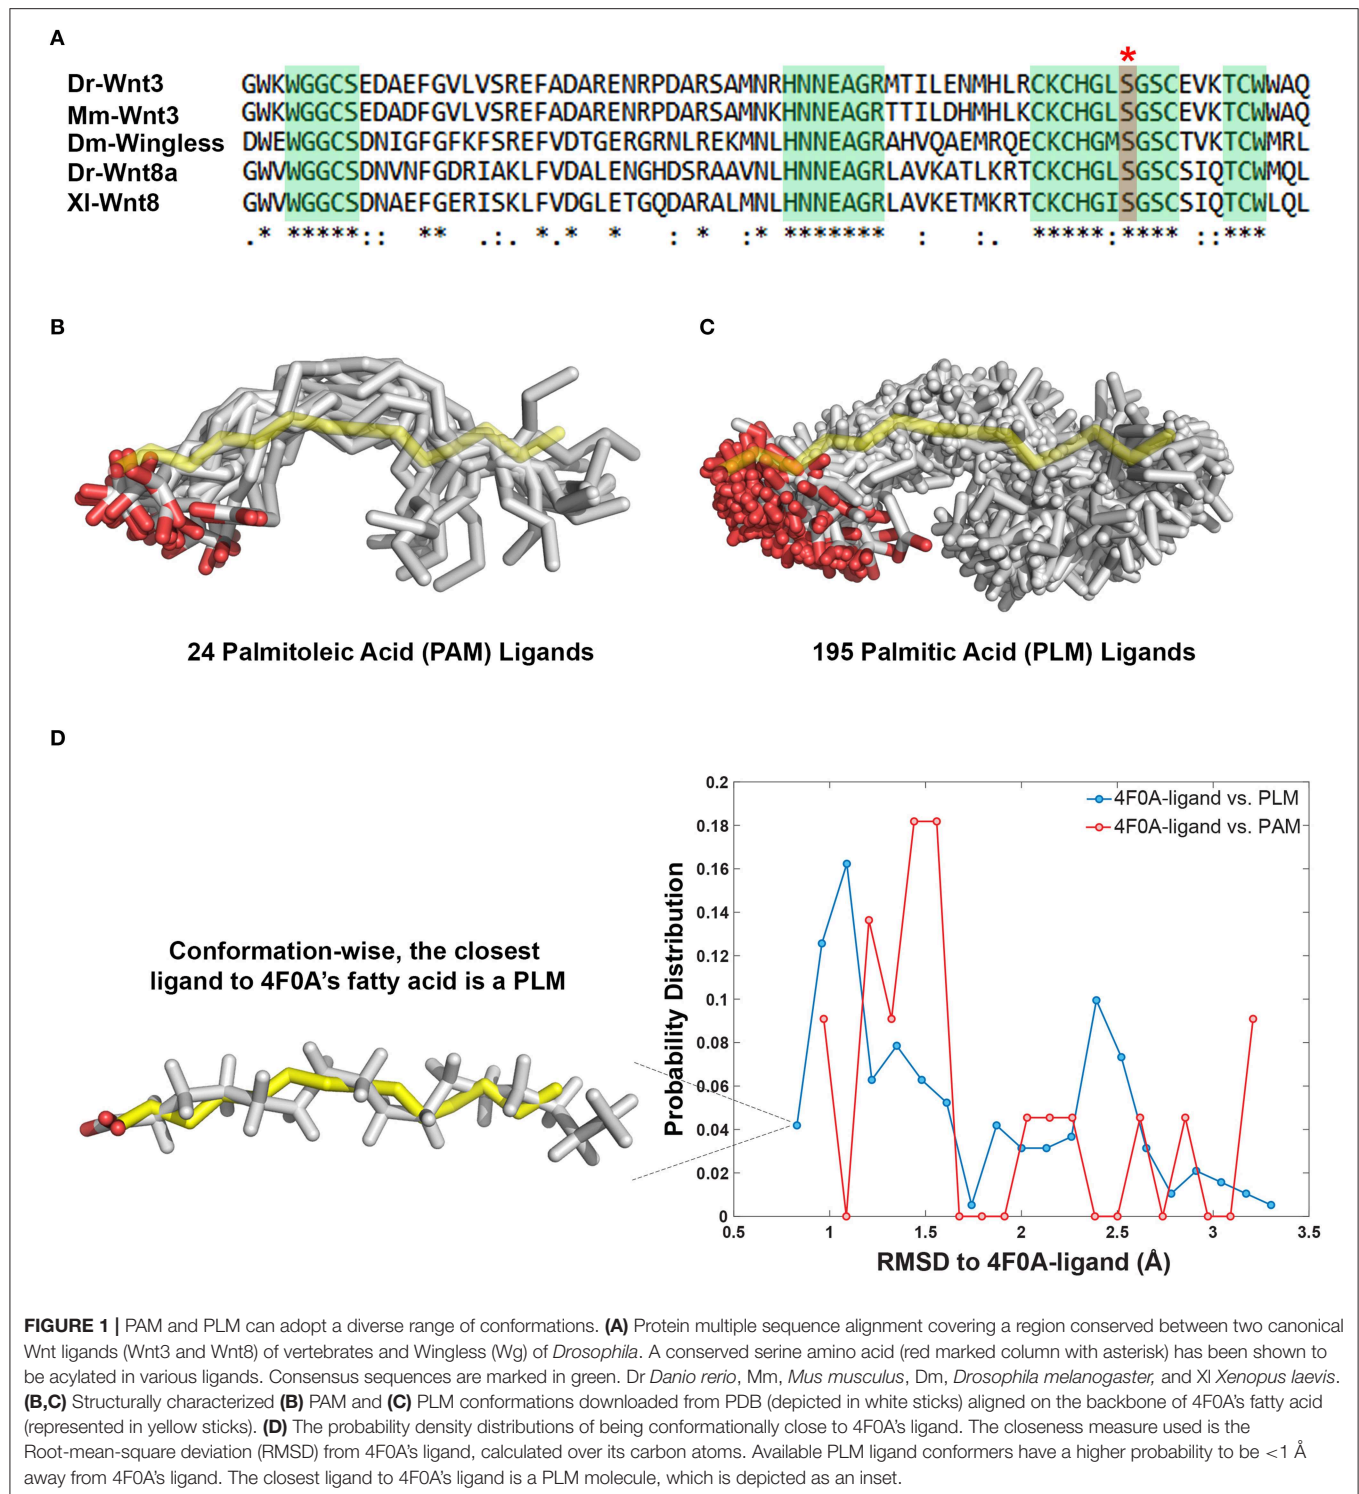 A
*
Dr-Wnt3 GWKWGGCSEDAEFGVLVSREFADARENRPDARSAMNRHNNEAGRMTILENMHLRCKCHGLSGSCEVKTCWWAQ
Mm-Wnt3 GWKWGGCSEDADFGVLVSREFADARENRPDARSAMNKHNNEAGRTTILDHMHLKCKCHGLSGSCEVKTCWWAQ
Dm-Wingless DWEWGGCSDNIGFGFKFSREFVDTGERGRNLREKMNLHNNEAGRAHVQAEMRQECKCHGMSGSCTVKTCWMRL
Dr-Wnt8a GWVWGGCSDNVNFGDRIAKLFVDALENGHDSRAAVNLHNNEAGRLAVKATLKRTCKCHGLSGSCSIQTCWMQL
Xl-Wnt8 GWVWGGCSDNAEFGERISKLFVDGLETGQDARALMNLHNNEAGRLAVKETMKRTCKCHGISGSCSIQTCWLQL
.* *****:: ** .:. *.* * : * :* ******* : :. *****:**** ::***
B
C
24 Palmitoleic Acid (PAM) Ligands
195 Palmitic Acid (PLM) Ligands
D
Conformation-wise, the closest
ligand to 4F0A's fatty acid is a PLM
Probability Distribution
0.2
0.18
0.16
0.14
0.12
0.1
0.08
0.06
0.04
0.02
0
4F0A-ligand vs. PLM
4F0A-ligand vs. PAM
0.5 1 1.5 2 2.5 3 3.5
RMSD to 4F0A-ligand (Å)
FIGURE 1 | PAM and PLM can adopt a diverse range of conformations. (A) Protein multiple sequence alignment covering a region conserved between two canonical
Wnt ligands (Wnt3 and Wnt8) of vertebrates and Wingless (Wg) of Drosophila. A conserved serine amino acid (red marked column with asterisk) has been shown to
be acylated in various ligands. Consensus sequences are marked in green. Dr Danio rerio, Mm, Mus musculus, Dm, Drosophila melanogaster, and Xl Xenopus laevis.
(B,C) Structurally characterized (B) PAM and (C) PLM conformations downloaded from PDB (depicted in white sticks) aligned on the backbone of 4F0A's fatty acid
(represented in yellow sticks). (D) The probability density distributions of being conformationally close to 4F0A's ligand. The closeness measure used is the
Root-mean-square deviation (RMSD) from 4F0A's ligand, calculated over its carbon atoms. Available PLM ligand conformers have a higher probability to be <1 Å
away from 4F0A's ligand. The closest ligand to 4F0A's ligand is a PLM molecule, which is depicted as an inset.